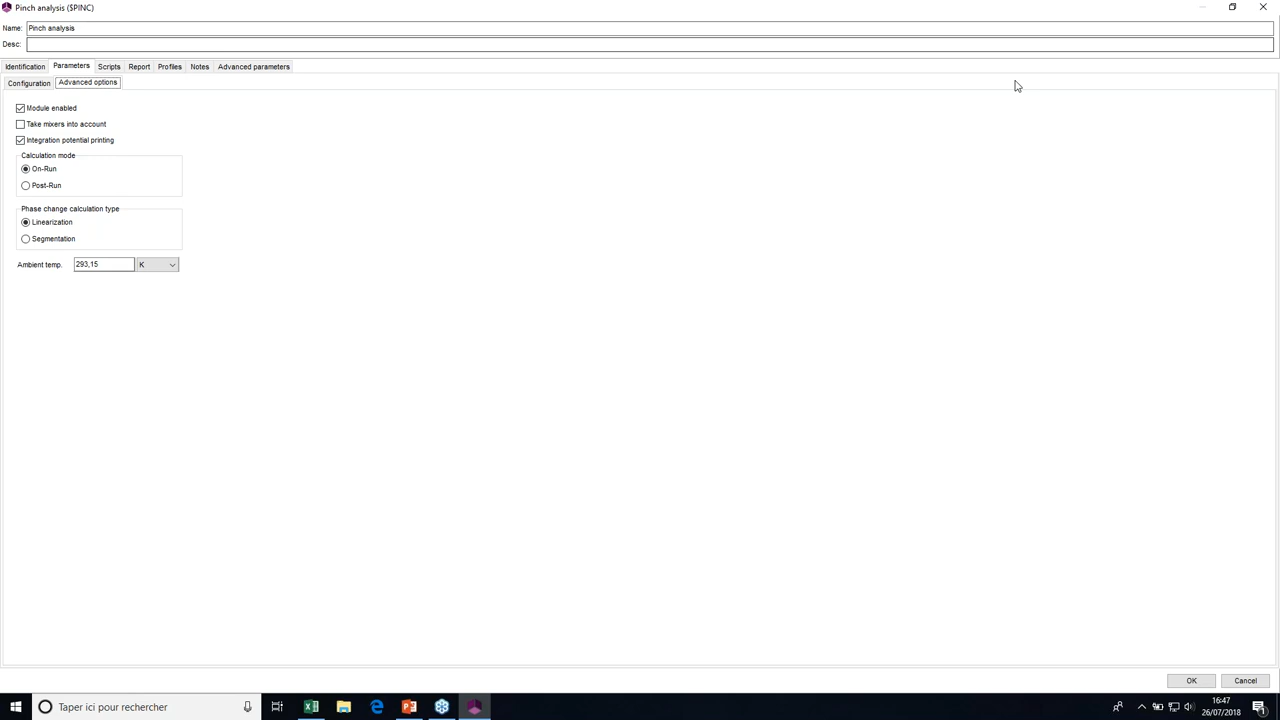 Pinch analysis ($PINC)
Name: Pinch analysis
Desc:
Identification Parameters Scripts Report Profiles Notes Advanced parameters
Configuration Advanced options
Module enabled
Take mixers into account
Integration potential printing
Calculation mode
On-Run
Post-Run
Phase change calculation type
Linearization
Segmentation
Ambient temp. 293,15 K
OK Cancel
Taper ici pour rechercher
16:47
26/07/2018